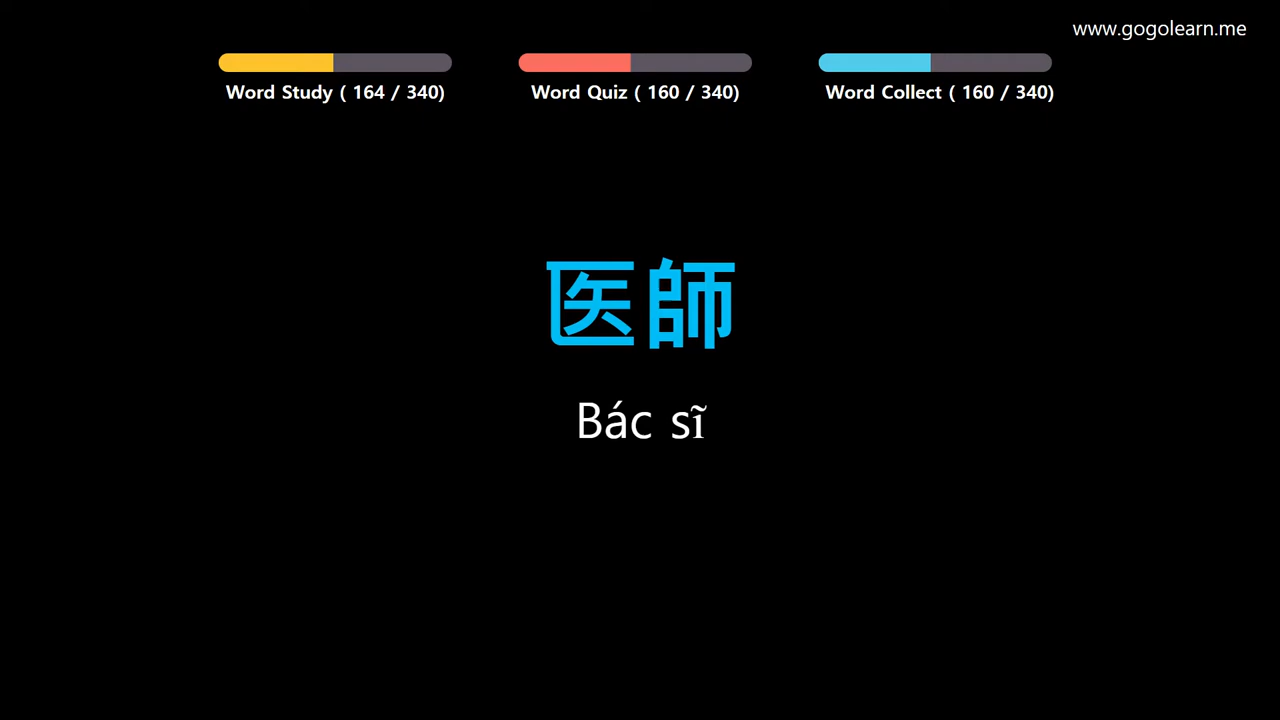 www.gogolearn.me
Word Study ( 164 / 340)
Word Quiz ( 160 / 340)
Word Collect ( 160 / 340)
医師
Bác sĩ